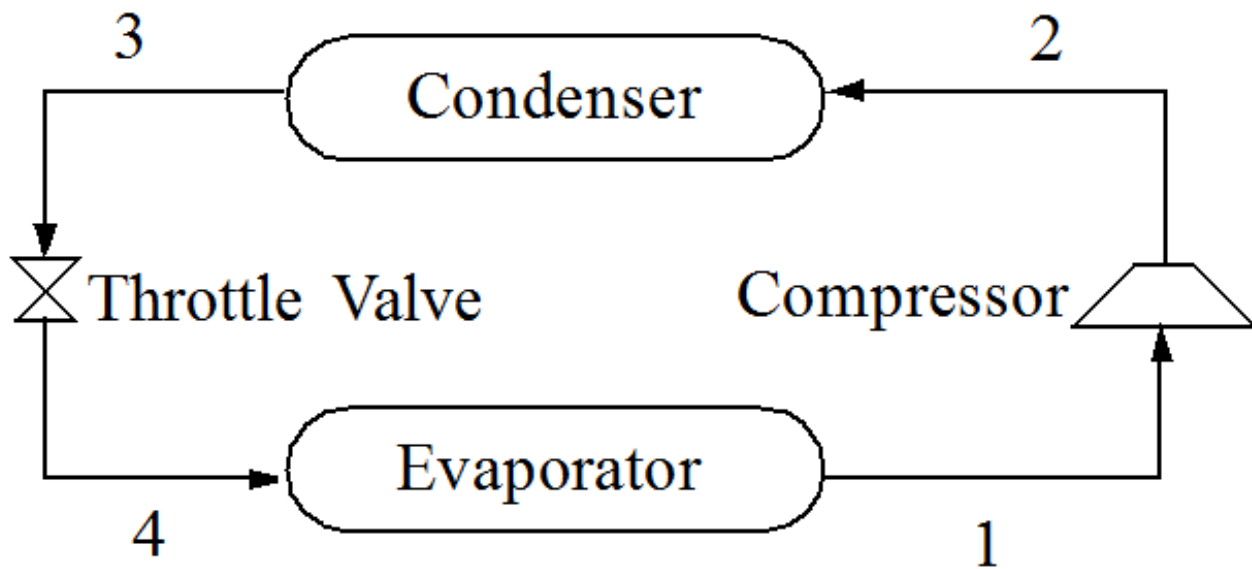 3
2
Condenser
Throttle Valve
Compressor
Evaporator
4
1